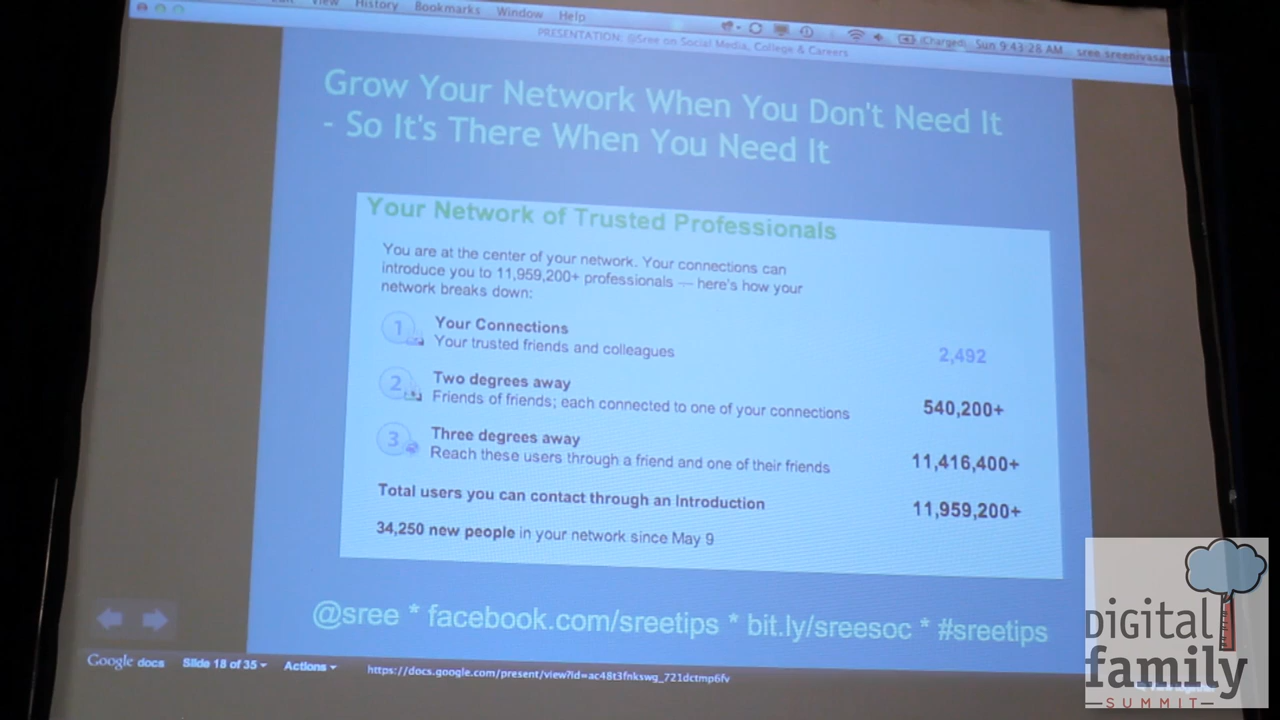 View History Bookmarks Window Help
(Charged) Sun 9:43:28 AM
PRESENTATION: @Sree on Social Media, College & Careers
Grow Your Network When You Don't Need It
- So It's There When You Need It
Your Network of Trusted Professionals
You are at the center of your network. Your connections can
introduce you to 11,959,200+ professionals — here's how your
network breaks down:
1 Your Connections
Your trusted friends and colleagues
2,492
2 Two degrees away
Friends of friends; each connected to one of your connections
540,200+
3 Three degrees away
Reach these users through a friend and one of their friends
11,416,400+
Total users you can contact through an Introduction 11,959,200+
34,250 new people in your network since May 9
@sree * facebook.com/sreetips * bit.ly/sreesoc * #sreetips
Google docs Slide 18 of 35 Actions https://docs.google.com/present/view?id=ac48t3fnkswg_721dctmp6fv
digital
family
SUMMIT